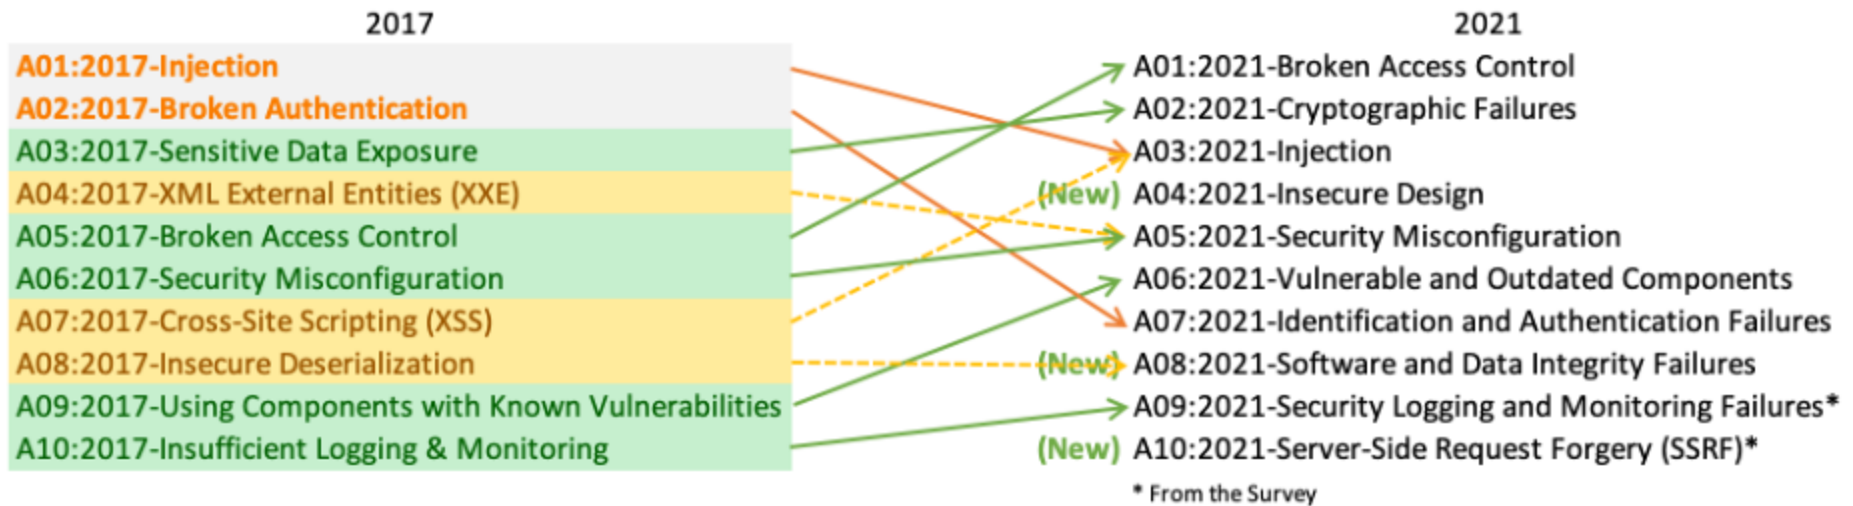 2017
A01:2017-Injection
A02:2017-Broken Authentication
A03:2017-Sensitive Data Exposure
A04:2017-XML External Entities (XXE)
A05:2017-Broken Access Control
A06:2017-Security Misconfiguration
A07:2017-Cross-Site Scripting (XSS)
A08:2017-Insecure Deserialization
A09:2017-Using Components with Known Vulnerabilities
A10:2017-Insufficient Logging & Monitoring
2021
A01:2021-Broken Access Control
A02:2021-Cryptographic Failures
A03:2021-Injection
(New) A04:2021-Insecure Design
A05:2021-Security Misconfiguration
A06:2021-Vulnerable and Outdated Components
A07:2021-Identification and Authentication Failures
(New) A08:2021-Software and Data Integrity Failures
A09:2021-Security Logging and Monitoring Failures*
(New) A10:2021-Server-Side Request Forgery (SSRF)*
* From the Survey